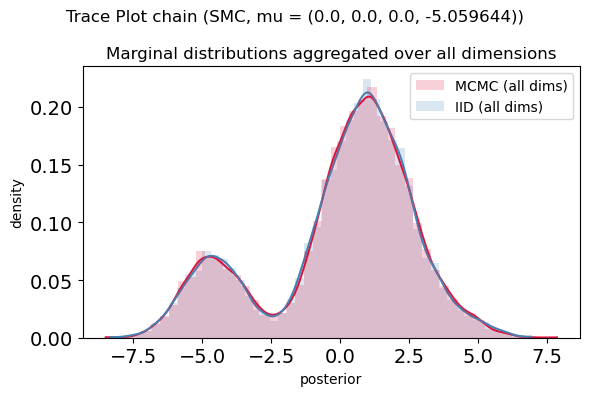 Trace Plot chain (SMC, mu = (0.0, 0.0, 0.0, -5.059644))
Marginal distributions aggregated over all dimensions
MCMC (all dims)
IID (all dims)
density
0.20
0.15
0.10
0.05
0.00
−7.5 −5.0 −2.5 0.0 2.5 5.0 7.5
posterior